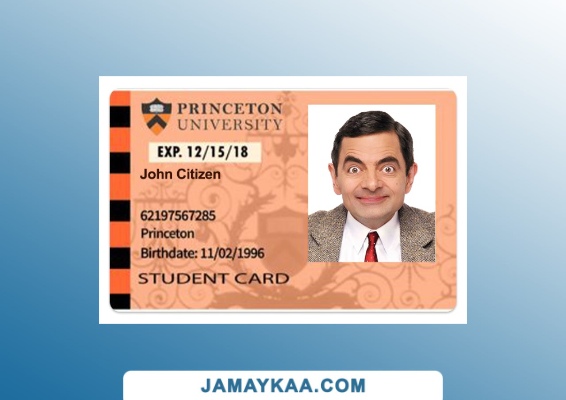 PRINCETON
UNIVERSITY
EXP. 12/15/18
John Citizen
62197567285
Princeton
Birthdate: 11/02/1996
STUDENT CARD
JAMAYKAA.COM